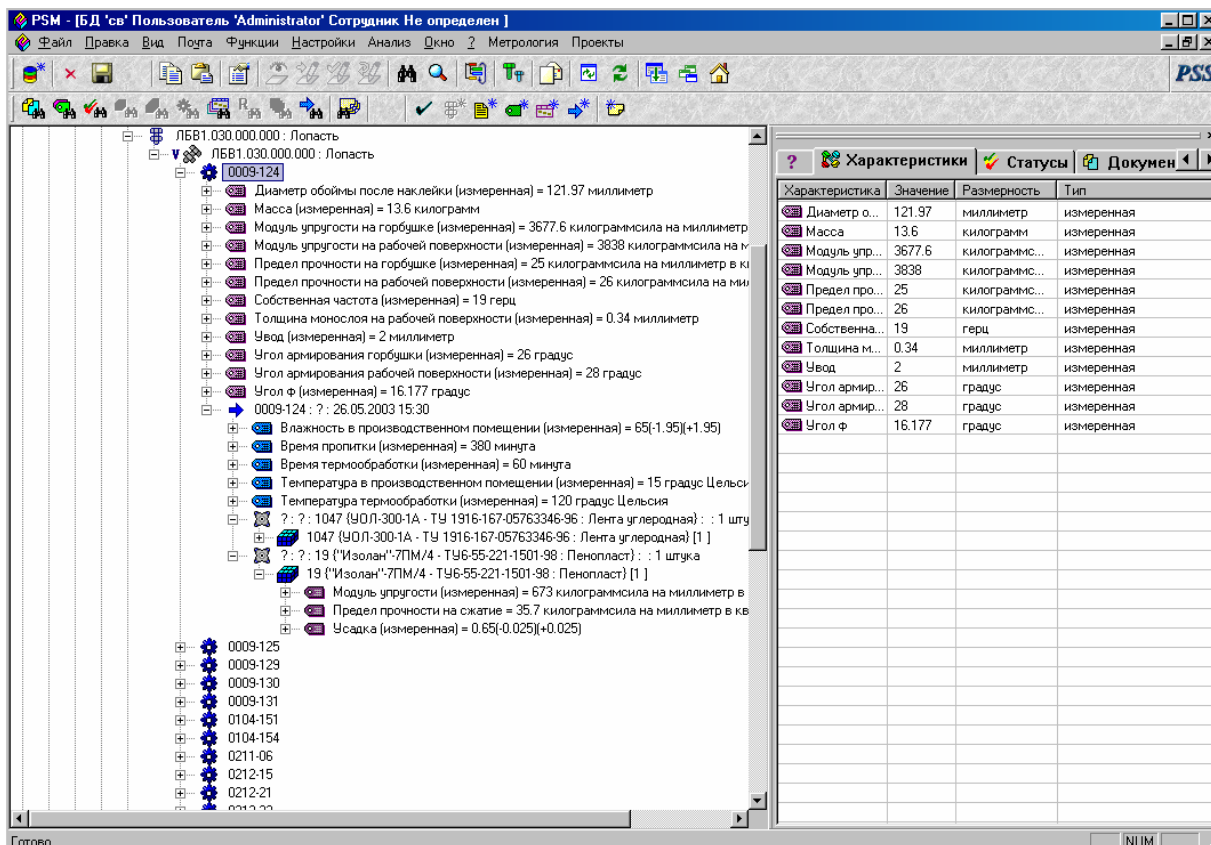 PSM - [БД 'св' Пользователь 'Administrator' Сотрудник Не определен ]
Файл Правка Вид Почта Функции Настройки Анализ Окно ? Метрология Проекты
PSS
ЛБВ1.030.000.000 : Лопасть
V ЛБВ1.030.000.000 : Лопасть
0009-124
Диаметр обоймы после наклейки (измеренная) = 121.97 миллиметр
Масса (измеренная) = 13.6 килограмм
Модуль упругости на горбушке (измеренная) = 3677.6 килограммсила на миллиметр
Модуль упругости на рабочей поверхности (измеренная) = 3838 килограммсила на м
Предел прочности на горбушке (измеренная) = 25 килограммсила на миллиметр в к
Предел прочности на рабочей поверхности (измеренная) = 26 килограммсила на ми
Собственная частота (измеренная) = 19 герц
Толщина монослоя на рабочей поверхности (измеренная) = 0.34 миллиметр
Увод (измеренная) = 2 миллиметр
Угол армирования горбушки (измеренная) = 26 градус
Угол армирования рабочей поверхности (измеренная) = 28 градус
Угол ф (измеренная) = 16.177 градус
0009-124 : ? : 26.05.2003 15:30
Влажность в производственном помещении (измеренная) = 65(-1.95)(+1.95)
Время пропитки (измеренная) = 380 минута
Время термообработки (измеренная) = 60 минута
Температура в производственном помещении (измеренная) = 15 градус Цельси
Температура термообработки (измеренная) = 120 градус Цельсия
? : ? : 1047 {УОЛ-300-1А - ТУ 1916-167-05763346-96 : Лента углеродная} : : 1 шту
1047 {УОЛ-300-1А - ТУ 1916-167-05763346-96 : Лента углеродная} [1 ]
? : ? : 19 {"Изолан"-7ПМ/4 - ТУ6-55-221-1501-98 : Пенопласт} : : 1 штука
19 {"Изолан"-7ПМ/4 - ТУ6-55-221-1501-98 : Пенопласт} [1 ]
Модуль упругости (измеренная) = 673 килограммсила на миллиметр в
Предел прочности на сжатие = 35.7 килограммсила на миллиметр в кв
Усадка (измеренная) = 0.65(-0.025)(+0.025)
0009-125
0009-129
0009-130
0009-131
0104-151
0104-154
0211-06
0212-15
0212-21
? Характеристики Статусы Докумен
Характеристика Значение Размерность Тип
Диаметр о... 121.97 миллиметр измеренная
Масса 13.6 килограмм измеренная
Модуль упр... 3677.6 килограммс... измеренная
Модуль упр... 3838 килограммс... измеренная
Предел про... 25 килограммс... измеренная
Предел про... 26 килограммс... измеренная
Собственна... 19 герц измеренная
Толщина м... 0.34 миллиметр измеренная
Увод 2 миллиметр измеренная
Угол армир... 26 градус измеренная
Угол армир... 28 градус измеренная
Угол ф 16.177 градус измеренная
Готово
NUM